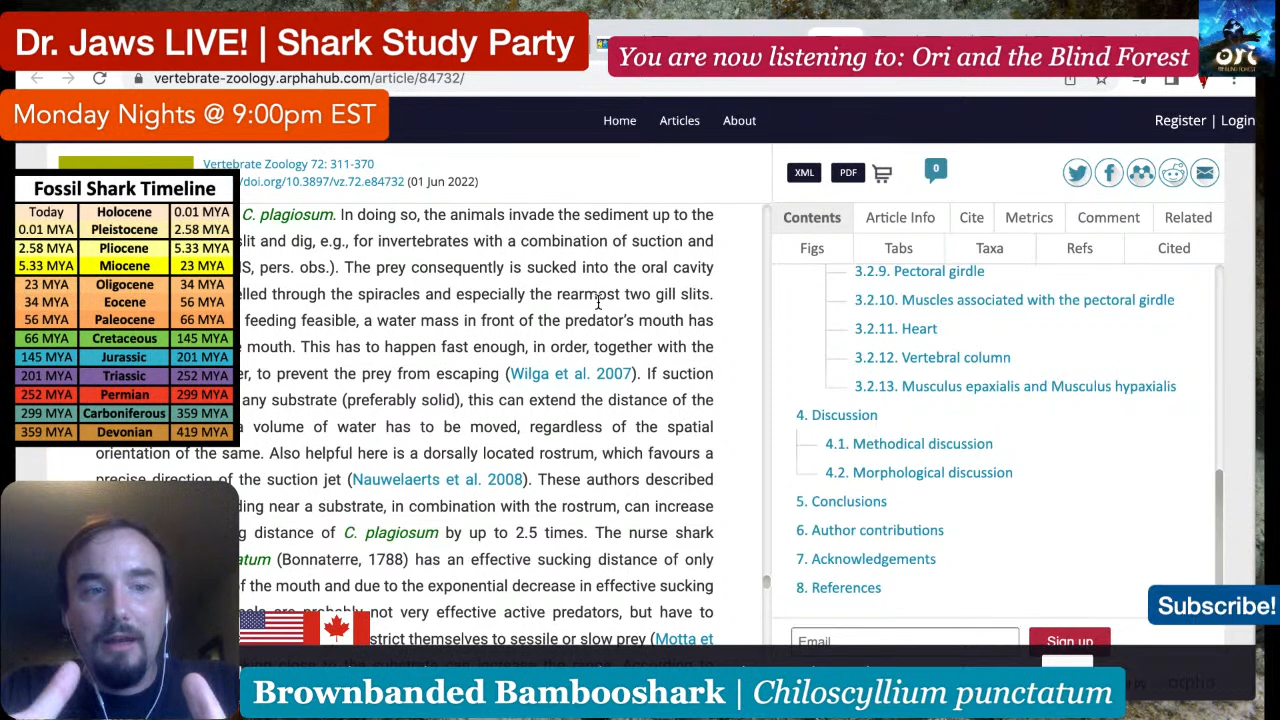 Dr. Jaws LIVE! | Shark Study Party
You are now listening to: Ori and the Blind Forest
ori
vertebrate-zoology.arphahub.com/article/84732/
Monday Nights @ 9:00pm EST
Home Articles About
Register | Login
Vertebrate Zoology 72: 311-370
/doi.org/10.3897/vz.72.e84732 (01 Jun 2022)
XML PDF
0
Fossil Shark Timeline
Today Holocene 0.01 MYA
0.01 MYA Pleistocene 2.58 MYA
2.58 MYA Pliocene 5.33 MYA
5.33 MYA Miocene 23 MYA
23 MYA Oligocene 34 MYA
34 MYA Eocene 56 MYA
56 MYA Paleocene 66 MYA
66 MYA Cretaceous 145 MYA
145 MYA Jurassic 201 MYA
201 MYA Triassic 252 MYA
252 MYA Permian 299 MYA
299 MYA Carboniferous 359 MYA
359 MYA Devonian 419 MYA
C. plagiosum. In doing so, the animals invade the sediment up to the
slit and dig, e.g., for invertebrates with a combination of suction and
S, pers. obs.). The prey consequently is sucked into the oral cavity
elled through the spiracles and especially the rearmost two gill slits.
feeding feasible, a water mass in front of the predator's mouth has
mouth. This has to happen fast enough, in order, together with the
er, to prevent the prey from escaping (Wilga et al. 2007). If suction
any substrate (preferably solid), this can extend the distance of the
a volume of water has to be moved, regardless of the spatial
orientation of the same. Also helpful here is a dorsally located rostrum, which favours a
precise direction of the suction jet (Nauwelaerts et al. 2008). These authors described
ding near a substrate, in combination with the rostrum, can increase
g distance of C. plagiosum by up to 2.5 times. The nurse shark
atum (Bonnaterre, 1788) has an effective sucking distance of only
of the mouth and due to the exponential decrease in effective sucking
probably not very effective active predators, but have to
strict themselves to sessile or slow prey (Motta et
Contents Article Info Cite Metrics Comment Related
Figs Tabs Taxa Refs Cited
3.2.9. Pectoral girdle
3.2.10. Muscles associated with the pectoral girdle
3.2.11. Heart
3.2.12. Vertebral column
3.2.13. Musculus epaxialis and Musculus hypaxialis
4. Discussion
4.1. Methodical discussion
4.2. Morphological discussion
5. Conclusions
6. Author contributions
7. Acknowledgements
8. References
Email
Sign up
Subscribe!
Brownbanded Bambooshark | Chiloscyllium punctatum